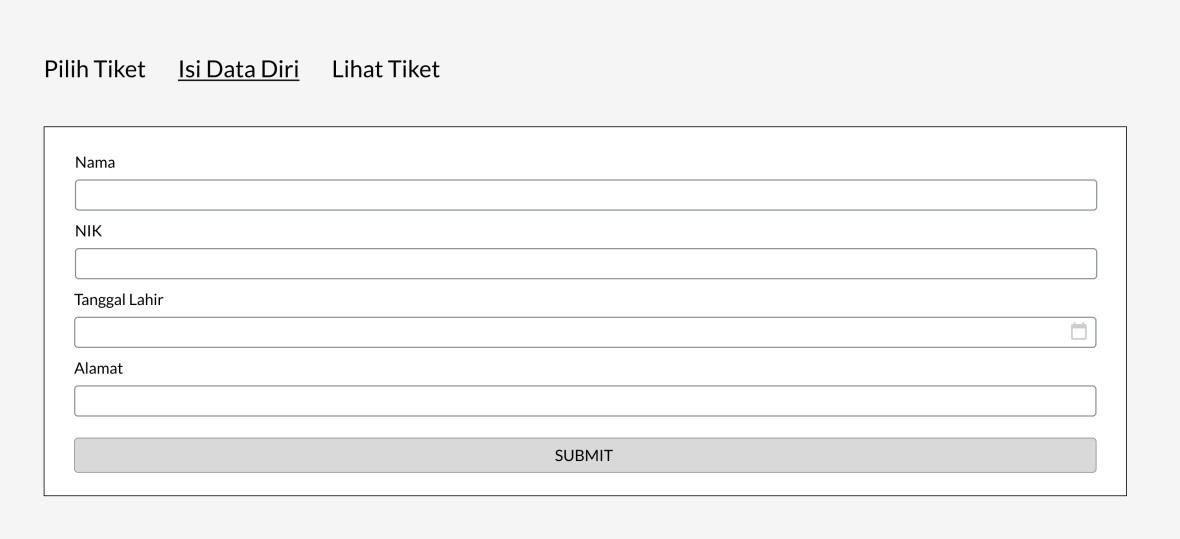 Pilih Tiket Isi Data Diri Lihat Tiket
Nama
NIK
Tanggal Lahir
Alamat
SUBMIT